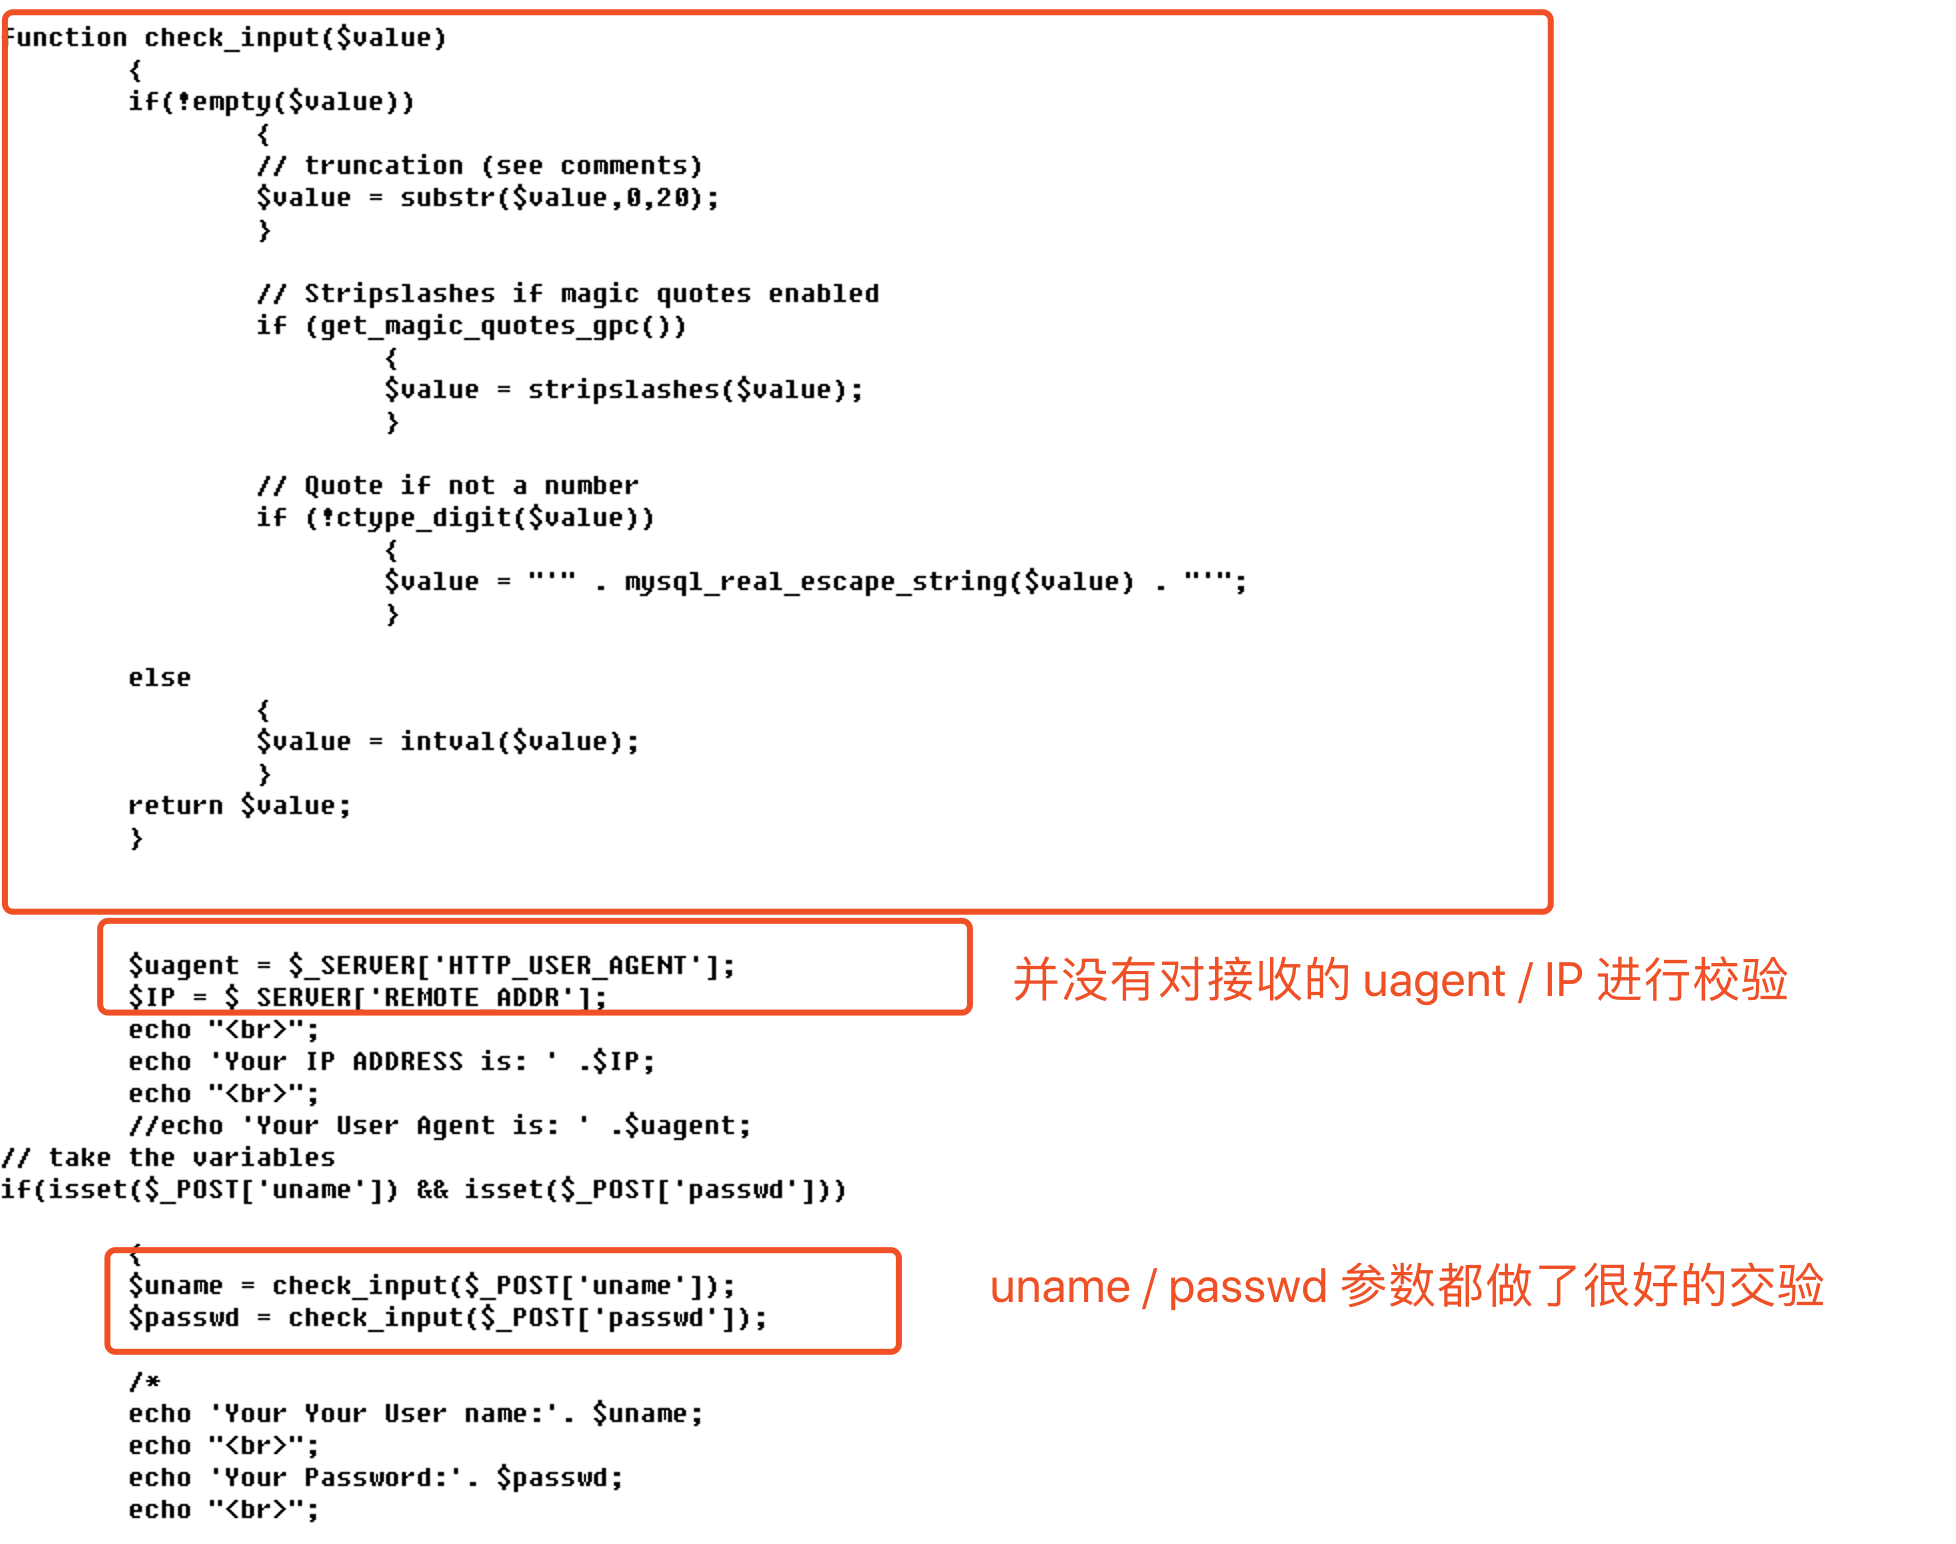 function check_input($value)
{
if(!empty($value))
{
// truncation (see comments)
$value = substr($value,0,20);
}
// Stripslashes if magic quotes enabled
if (get_magic_quotes_gpc())
{
$value = stripslashes($value);
}
// Quote if not a number
if (!ctype_digit($value))
{
$value = "'" . mysql_real_escape_string($value) . "'";
}
else
{
$value = intval($value);
}
return $value;
}
$uagent = $_SERVER['HTTP_USER_AGENT'];
$IP = $_SERVER['REMOTE_ADDR'];
并没有对接收的 uagent / IP 进行校验
echo "<br>";
echo 'Your IP ADDRESS is: ' .$IP;
echo "<br>";
//echo 'Your User Agent is: ' .$uagent;
// take the variables
if(isset($_POST['uname']) && isset($_POST['passwd']))
{
$uname = check_input($_POST['uname']);
$passwd = check_input($_POST['passwd']);
uname / passwd 参数都做了很好的交验
/*
echo 'Your Your User name:'. $uname;
echo "<br>";
echo 'Your Password:'. $passwd;
echo "<br>";